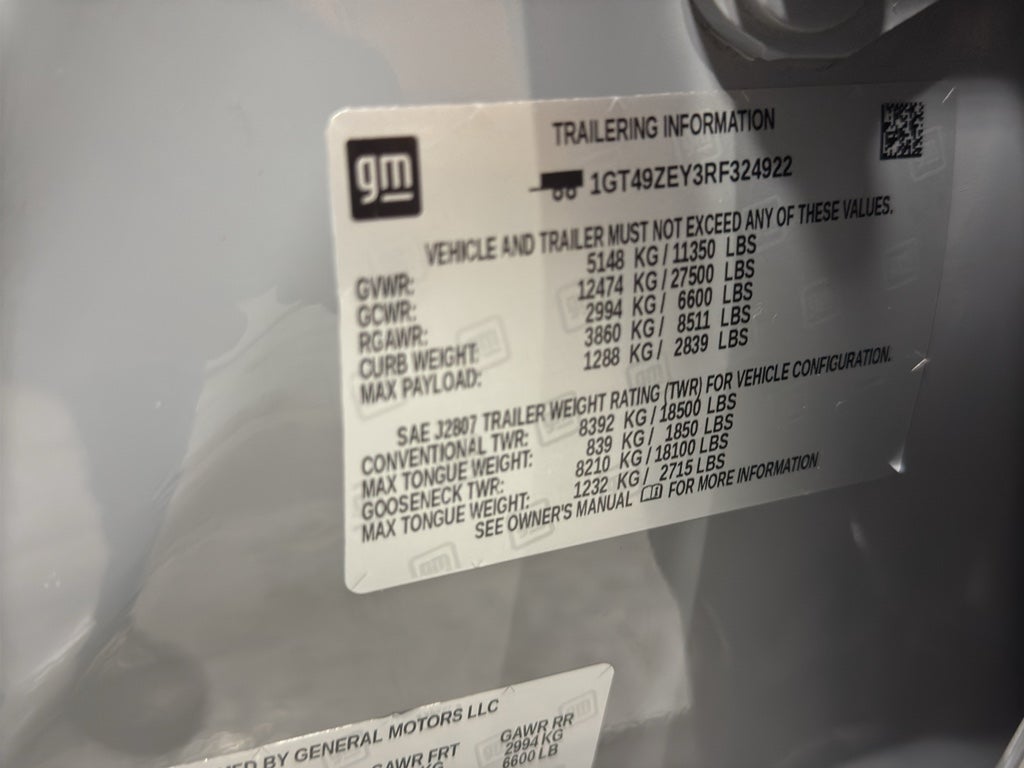 gm
TRAILERING INFORMATION
1GT49ZEY3RF324922
VEHICLE AND TRAILER MUST NOT EXCEED ANY OF THESE VALUES.
GVWR: 5148 KG / 11350 LBS
GCWR: 12474 KG / 27500 LBS
RGAWR: 2994 KG / 6600 LBS
CURB WEIGHT: 3860 KG / 8511 LBS
MAX PAYLOAD: 1288 KG / 2839 LBS
SAE J2807 TRAILER WEIGHT RATING (TWR) FOR VEHICLE CONFIGURATION.
CONVENTIONAL TWR: 8392 KG / 18500 LBS
MAX TONGUE WEIGHT: 839 KG / 1850 LBS
GOOSENECK TWR: 8210 KG / 18100 LBS
MAX TONGUE WEIGHT: 1232 KG / 2715 LBS
SEE OWNER'S MANUAL FOR MORE INFORMATION
BY GENERAL MOTORS LLC
FRT GAWR RR
KG 2994 KG
6600 LB